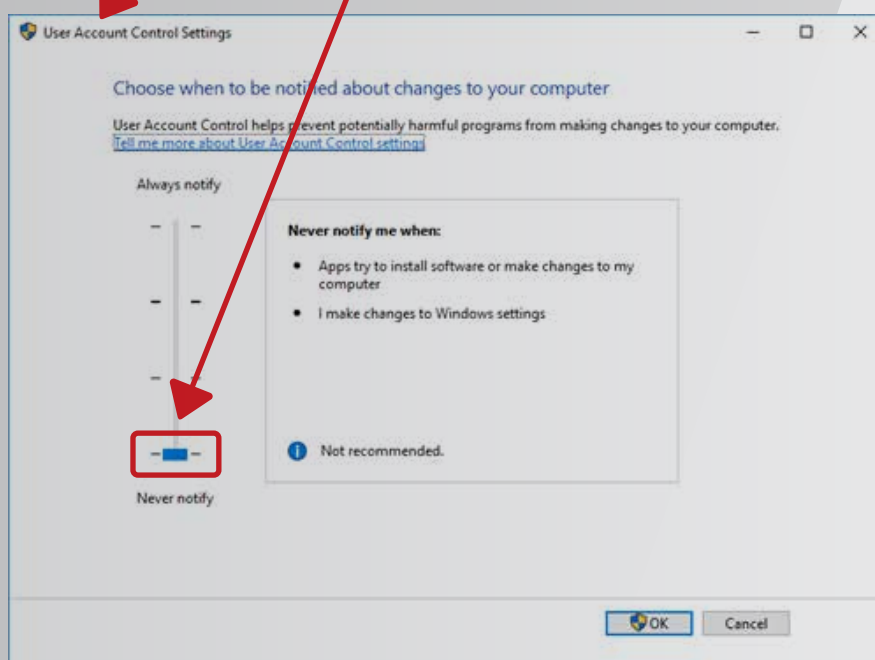 User Account Control Settings
Choose when to be notified about changes to your computer
User Account Control helps prevent potentially harmful programs from making changes to your computer.
Tell me more about User Account Control settings
Always notify
Never notify me when:
• Apps try to install software or make changes to my
computer
• I make changes to Windows settings
Not recommended.
Never notify
OK
Cancel